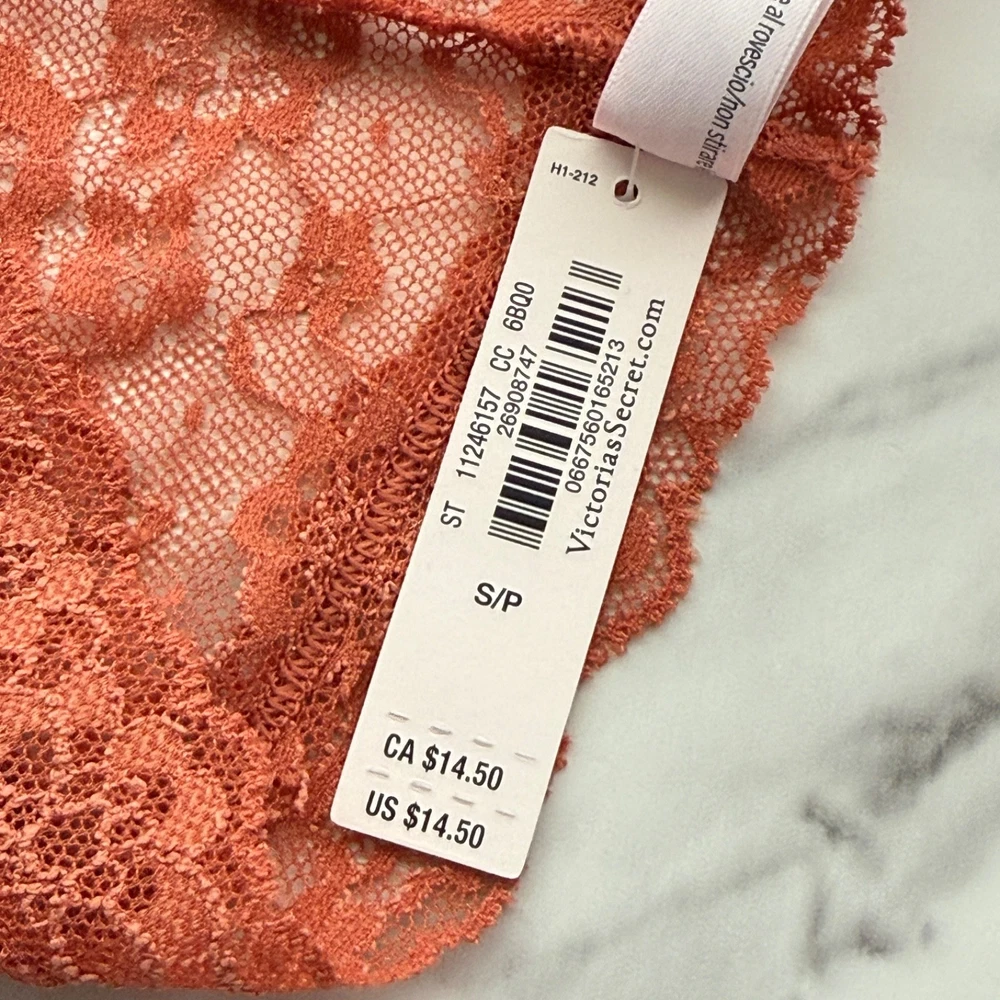 e al rovescio/non stirare
H1-212
ST 11246157 CC 6BQ0
26908747
0667560165213
VictoriasSecret.com
S/P
CA $14.50
US $14.50